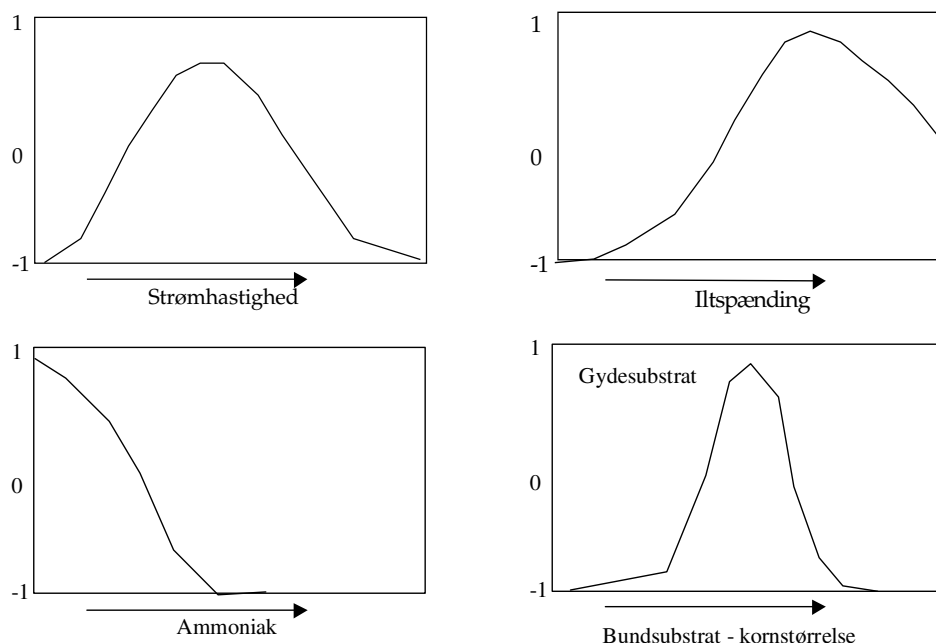 1
0
-1
Strømhastighed
1
0
-1
Iltspænding
1
0
-1
Ammoniak
1
Gydesubstrat
0
-1
Bundsubstrat - kornstørrelse